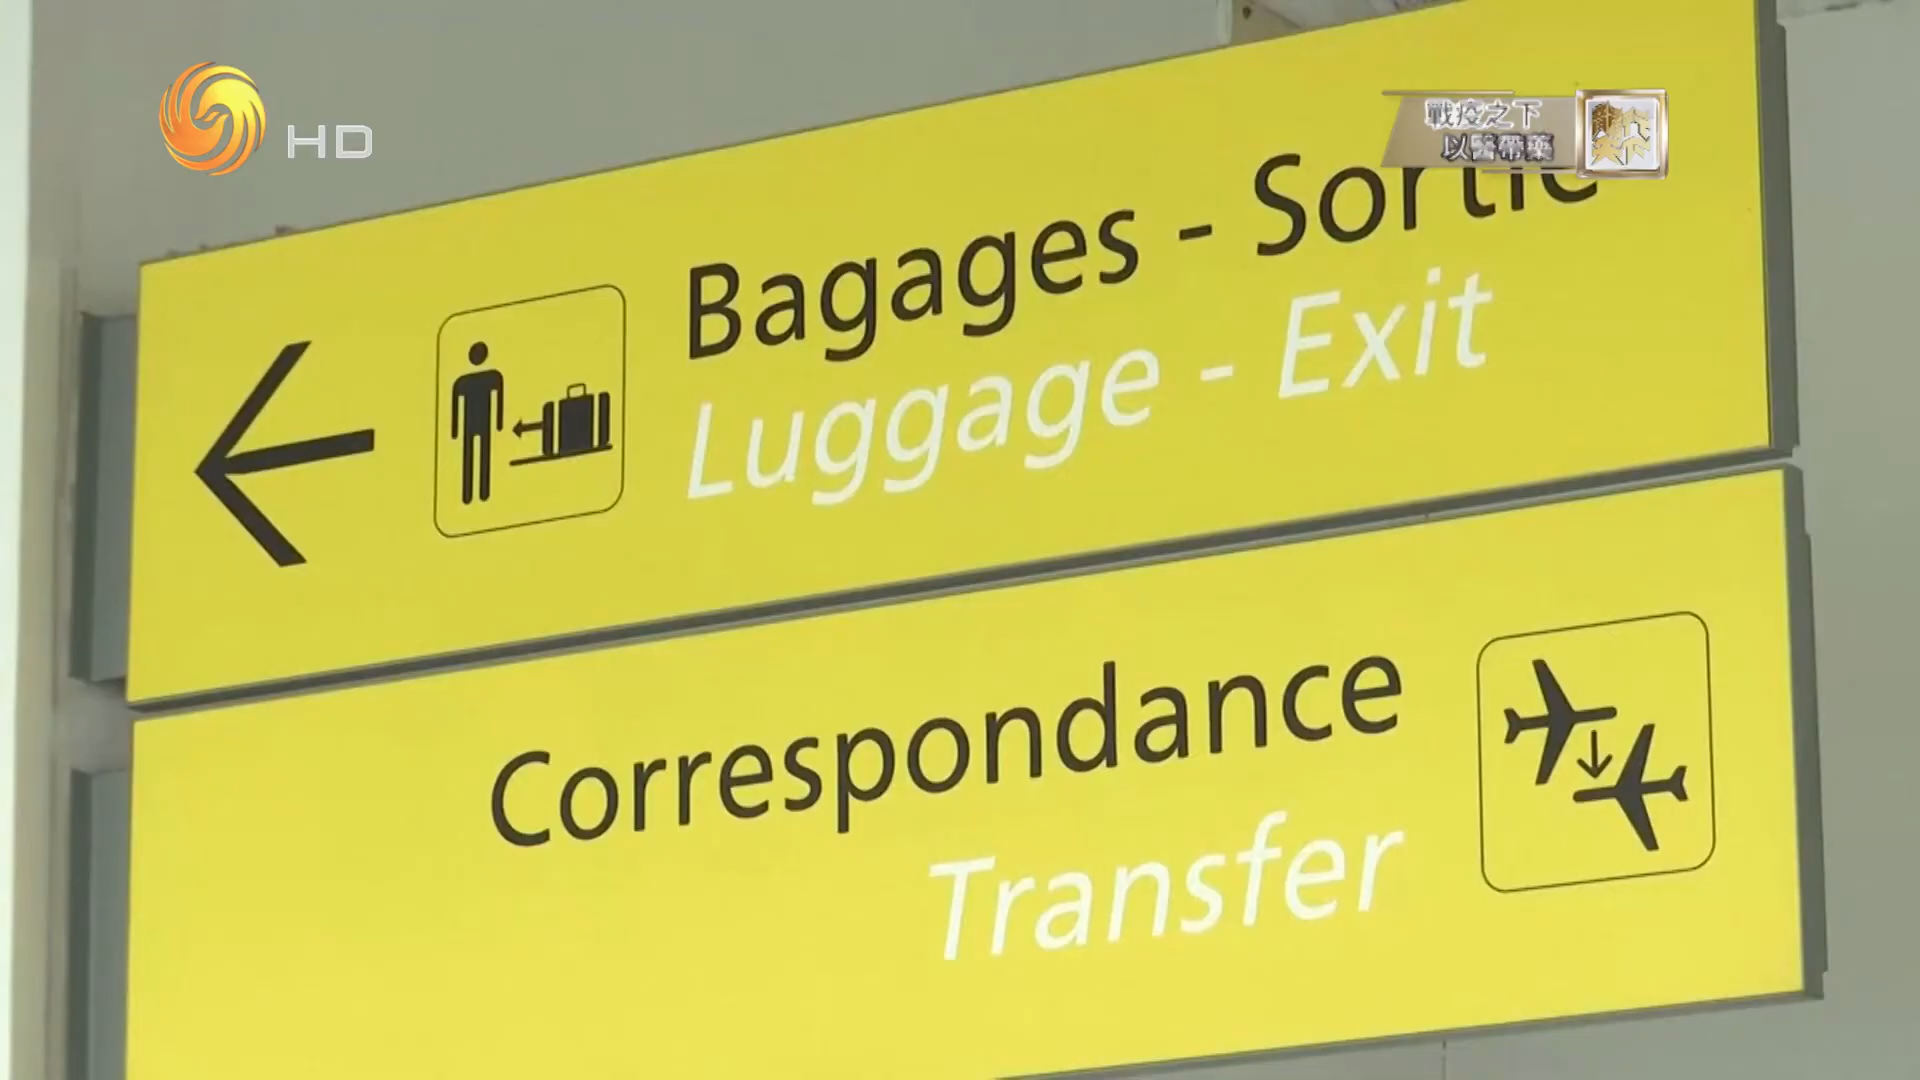 HD
戰疫之下
以醫帶藥
Bagages - Sortie
Luggage - Exit
Correspondance
Transfer